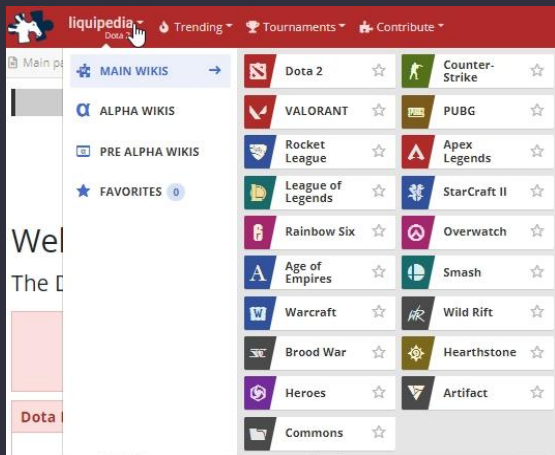 liquipedia
Dota 2
Trending
Tournaments
Contribute
Main pa
MAIN WIKIS
ALPHA WIKIS
PRE ALPHA WIKIS
FAVORITES 0
Dota 2
Counter-
Strike
VALORANT
PUBG
Rocket
League
Apex
Legends
League of
Legends
StarCraft II
Rainbow Six
Overwatch
Age of
Empires
Smash
Warcraft
Wild Rift
Brood War
Hearthstone
Heroes
Artifact
Commons
Wel
The D
Dota